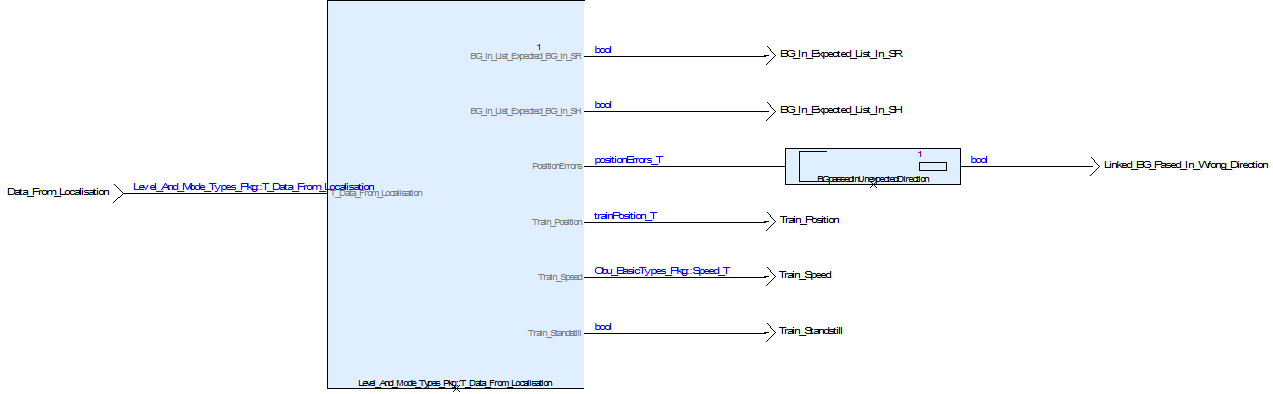 1
BG_In_List_Expected_BG_In_SR
bool
BG_In_Expected_List_In_SR
BG_In_List_Expected_BG_In_SH
bool
BG_In_Expected_List_In_SH
PositionErrors
positionErrors_T
1
BGpassedInUnexpectedDirection
bool
Linked_BG_Pased_In_Wrong_Direction
Data_From_Localisation
Level_And_Mode_Types_Pkg::T_Data_From_Localisation
T_Data_From_Localisation
Train_Position
trainPosition_T
Train_Position
Train_Speed
Obu_BasicTypes_Pkg::Speed_T
Train_Speed
Train_Standstill
bool
Train_Standstill
Level_And_Mode_Types_Pkg::T_Data_From_Localisation